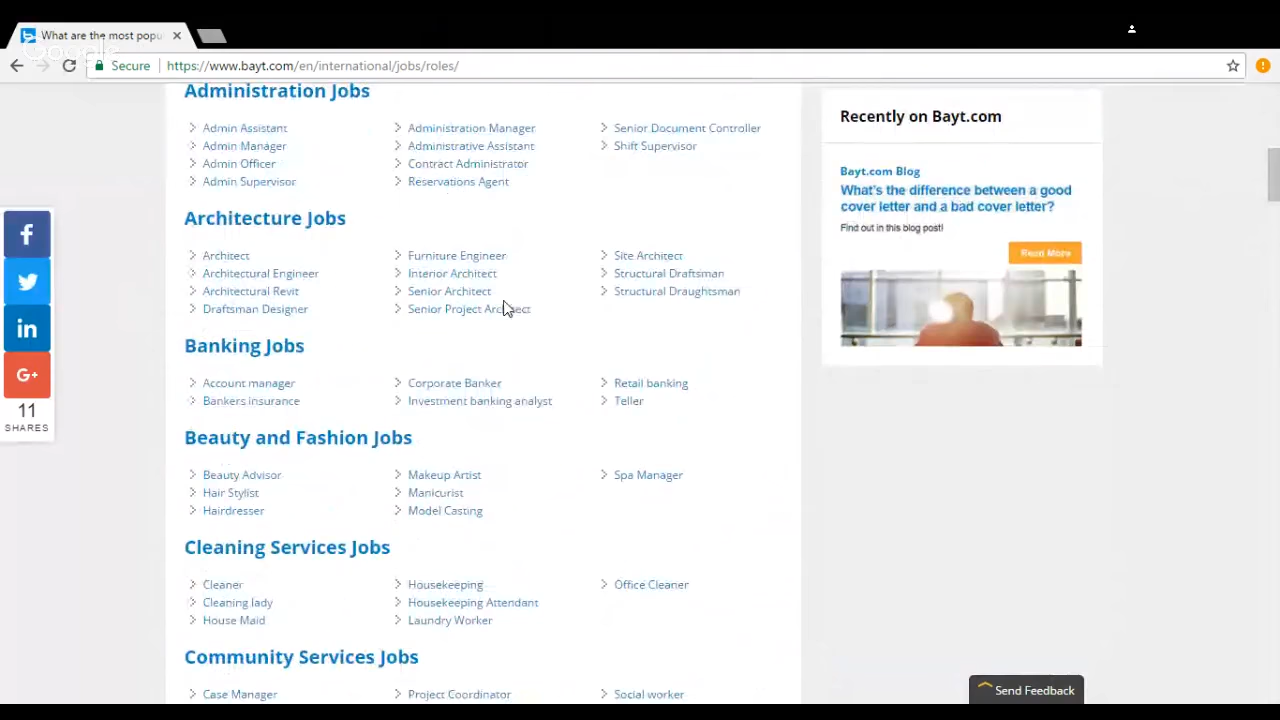 What are the most popu
Google
Secure https://www.bayt.com/en/international/jobs/roles/
Administration Jobs
Admin Assistant Administration Manager Senior Document Controller
Admin Manager Administrative Assistant Shift Supervisor
Admin Officer Contract Administrator
Admin Supervisor Reservations Agent
Architecture Jobs
Architect Furniture Engineer Site Architect
Architectural Engineer Interior Architect Structural Draftsman
Architectural Revit Senior Architect Structural Draughtsman
Draftsman Designer Senior Project Architect
Banking Jobs
Account manager Corporate Banker Retail banking
Bankers insurance Investment banking analyst Teller
Beauty and Fashion Jobs
Beauty Advisor Makeup Artist Spa Manager
Hair Stylist Manicurist
Hairdresser Model Casting
Cleaning Services Jobs
Cleaner Housekeeping Office Cleaner
Cleaning lady Housekeeping Attendant
House Maid Laundry Worker
Community Services Jobs
Case Manager Project Coordinator Social worker
Recently on Bayt.com
Bayt.com Blog
What's the difference between a good
cover letter and a bad cover letter?
Find out in this blog post!
Read More
f
in
G+
11
SHARES
Send Feedback